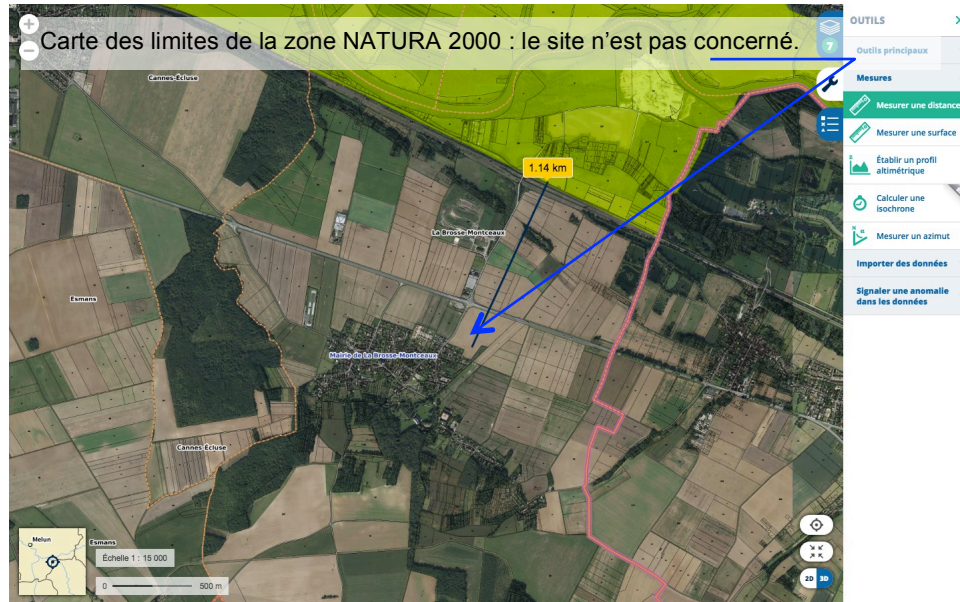 Carte des limites de la zone NATURA 2000 : le site n'est pas concerné.
OUTILS
7
Outils principaux
Mesures
Mesurer une distance
Mesurer une surface
Établir un profil
altimétrique
Calculer une
isochrone
Mesurer un azimut
Importer des données
Signaler une anomalie
dans les données
Cannes-Écluse
1.14 km
La Brosse-Montceaux
Esmans
Mairie de La Brosse-Montceaux
Cannes-Écluse
Melun
Esmans
Échelle 1 : 15 000
0
500 m
2D
3D